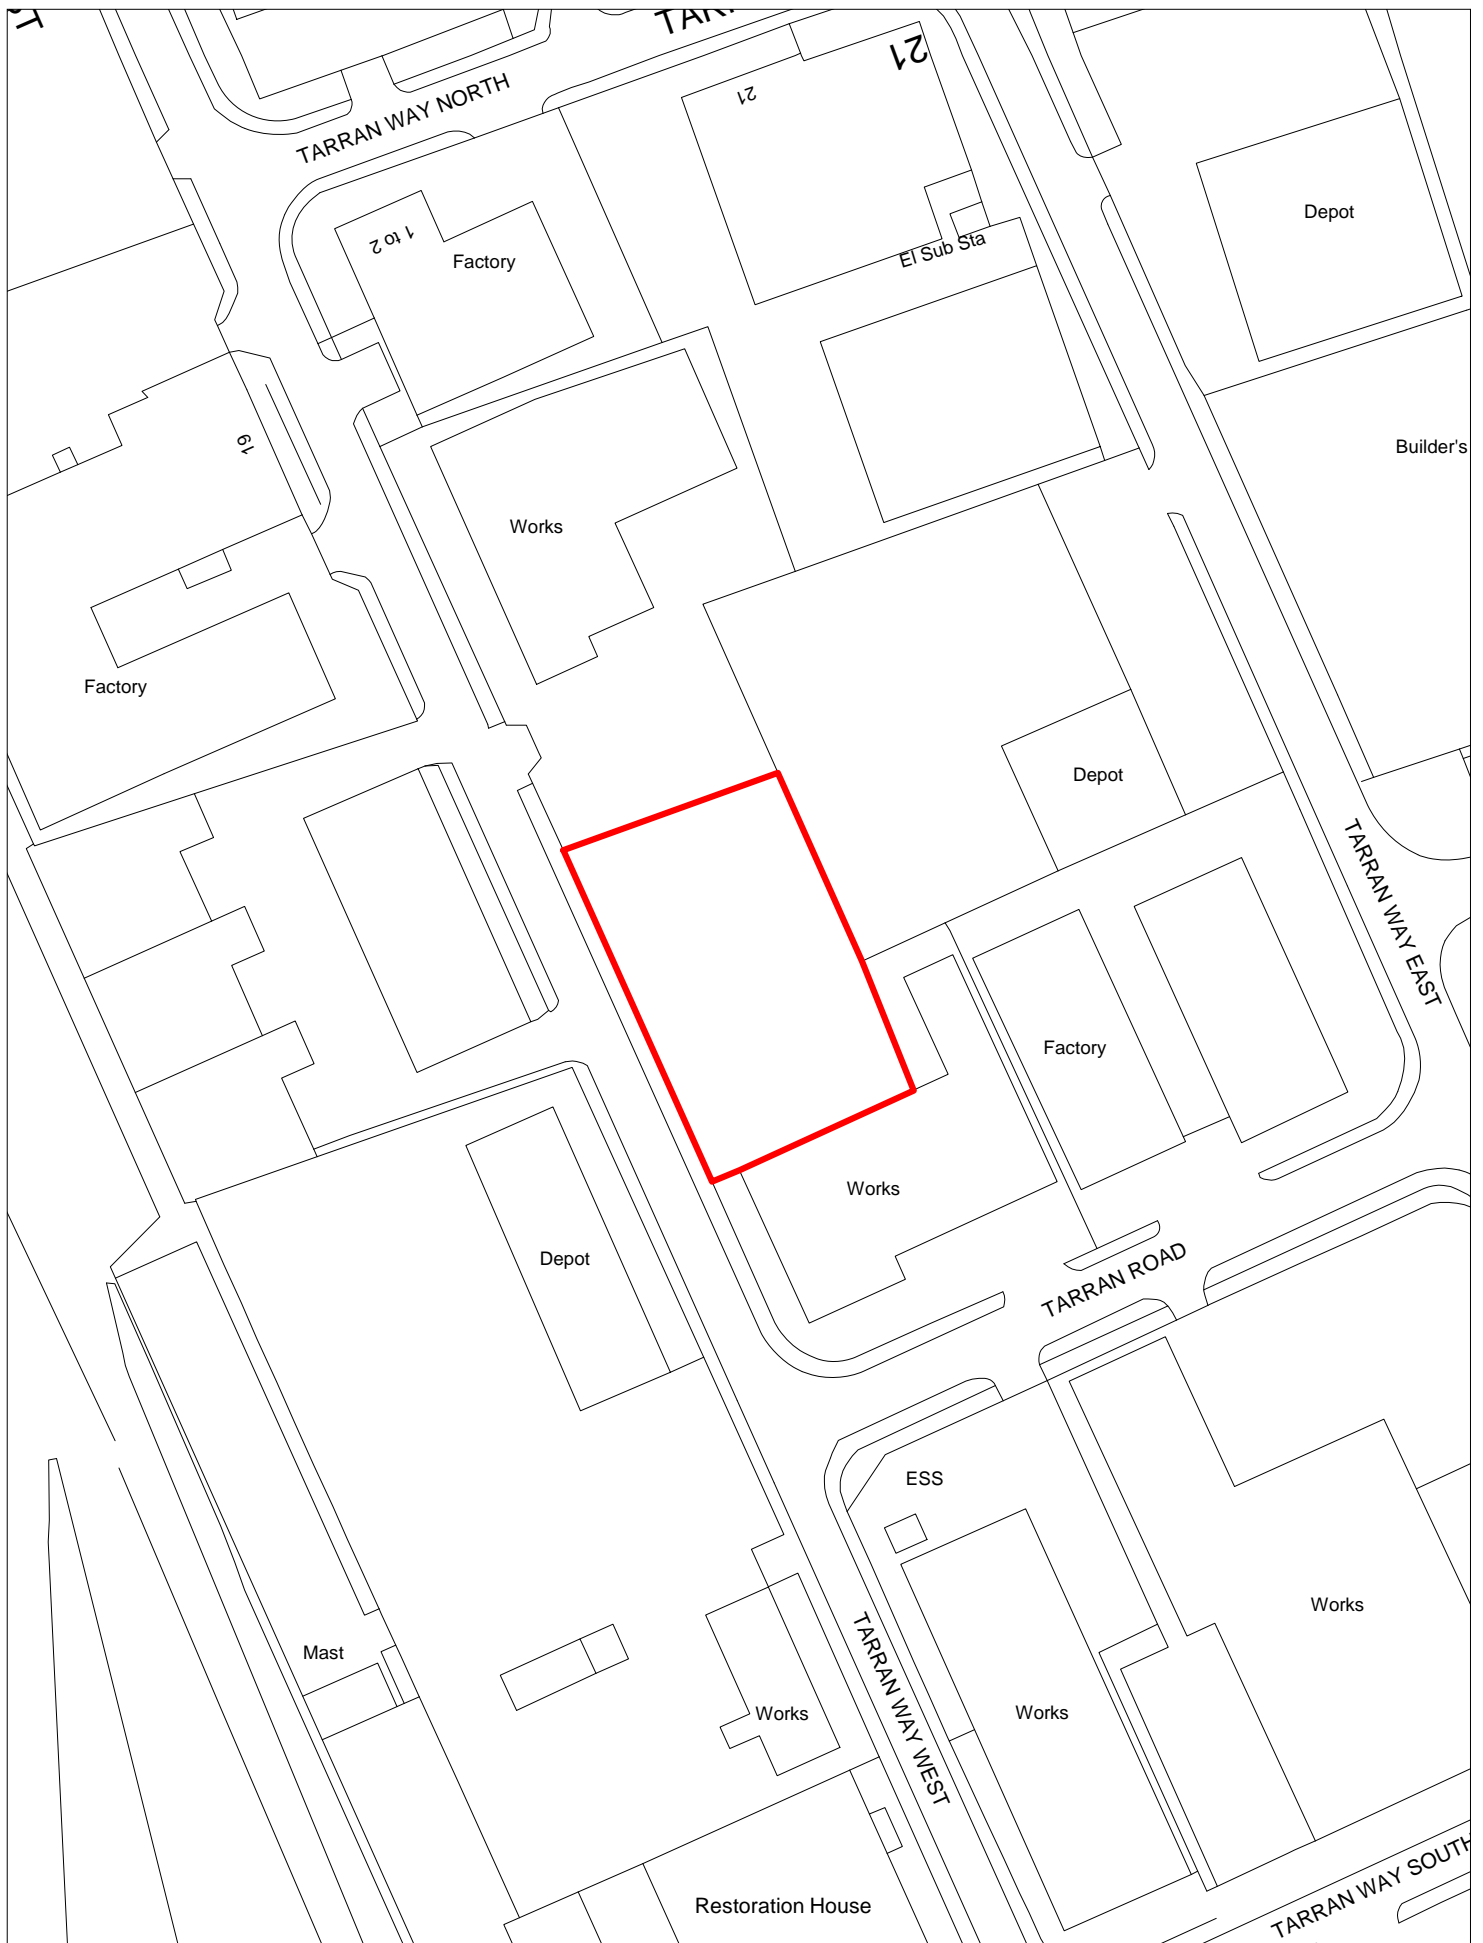 21
TARRAN WAY NORTH
21
Depot
1 to 2
Factory
El Sub Sta
19
Builder's
Works
Factory
Depot
TARRAN WAY EAST
Factory
Works
Depot
TARRAN ROAD
ESS
Works
Mast
Works
Works
TARRAN WAY WEST
TARRAN WAY SOUTH
Restoration House